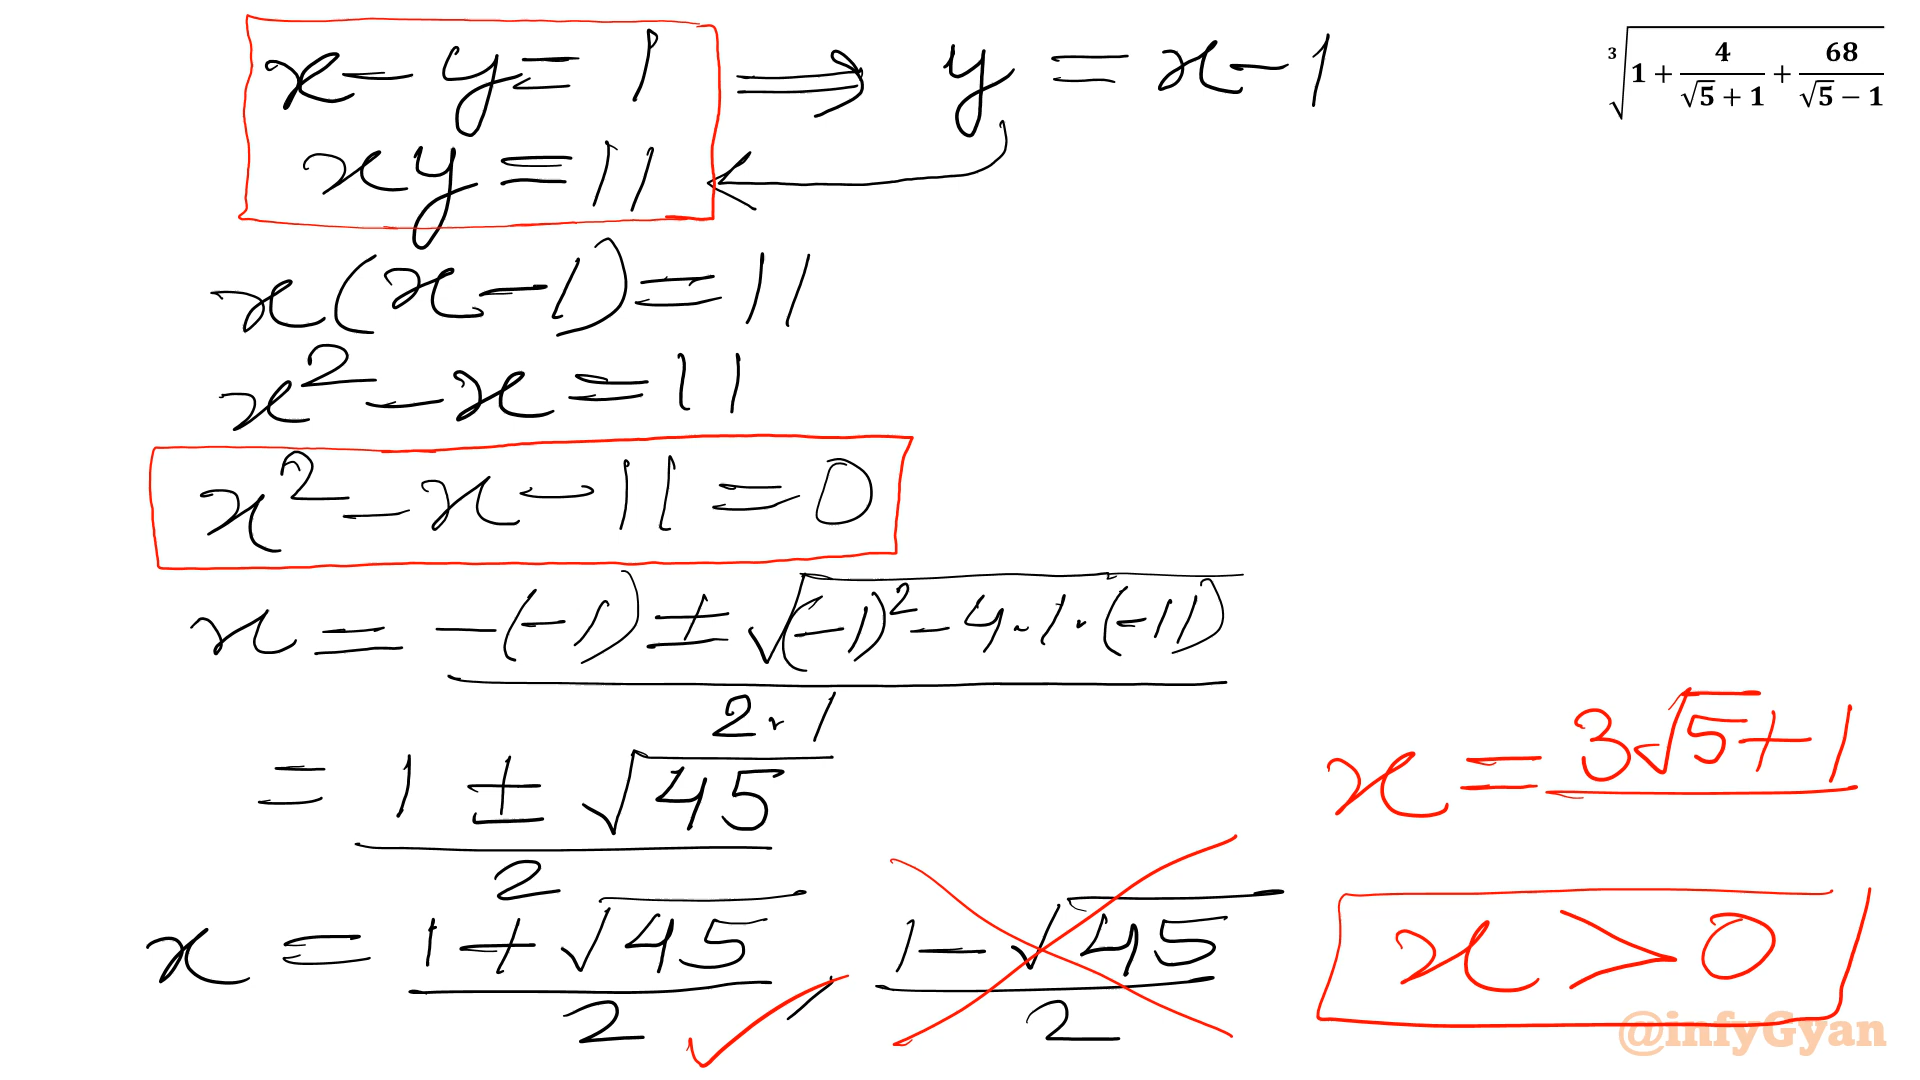 x - y = 1 ⟹ y = x - 1
∛(1 + 4/(√5 + 1) + 68/(√5 − 1))
xy = 11
x(x - 1) = 11
x² - x = 11
x² - x - 11 = 0
x = (-(-1) ± √((-1)² - 4·1·(-11)))/(2·1)
= (1 ± √45)/2
x = (3√5 + 1)/
x = (1 + √45)/2 , (1 - √45)/2
x > 0
@infyGyan